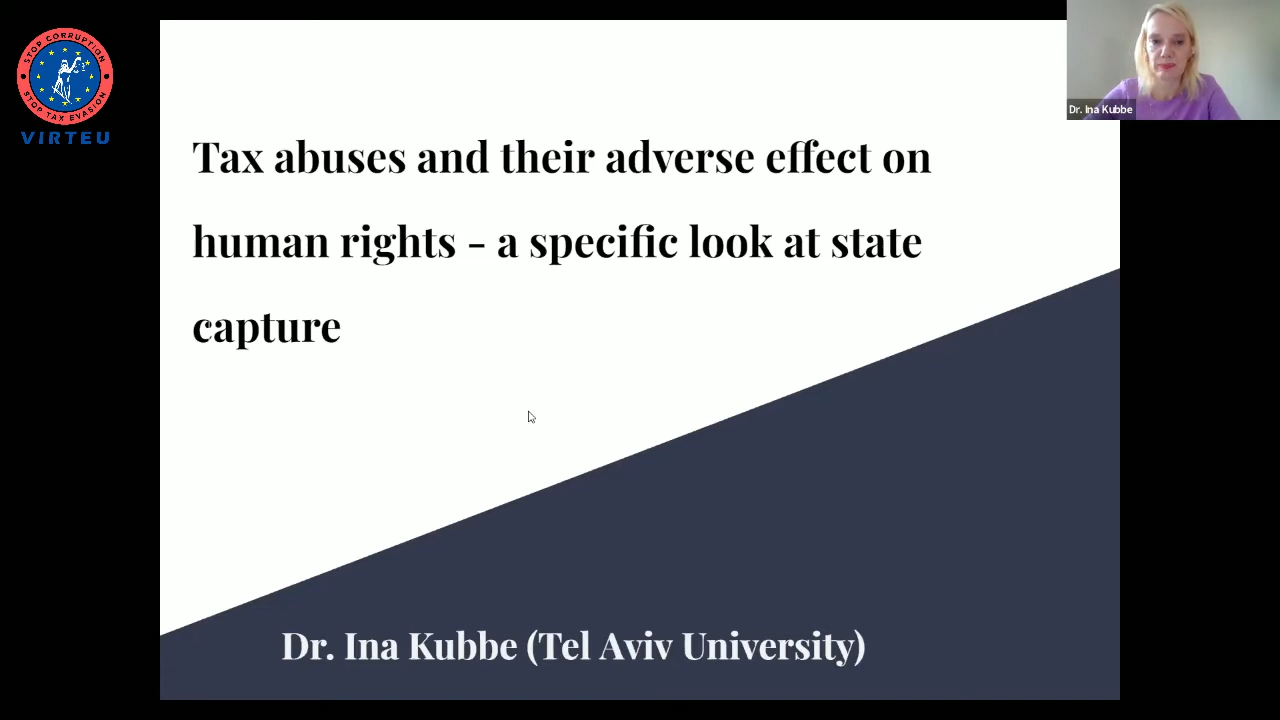 STOP CORRUPTION
STOP TAX EVASION
VIRTEU
Dr. Ina Kubbe
Tax abuses and their adverse effect on
human rights - a specific look at state
capture
Dr. Ina Kubbe (Tel Aviv University)